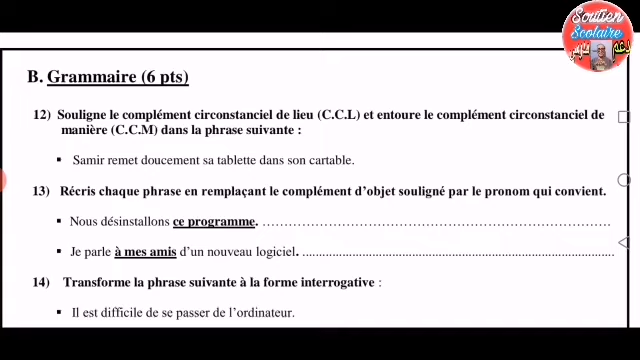 Soutien
Scolaire
دعم
B. Grammaire (6 pts)
12) Souligne le complément circonstanciel de lieu (C.C.L) et entoure le complément circonstanciel de
manière (C.C.M) dans la phrase suivante :
▪ Samir remet doucement sa tablette dans son cartable.
13) Récris chaque phrase en remplaçant le complément d’objet souligné par le pronom qui convient.
▪ Nous désinstallons ce programme. ……………………………………………………………………
▪ Je parle à mes amis d’un nouveau logiciel. ....................................................................................
14) Transforme la phrase suivante à la forme interrogative :
▪ Il est difficile de se passer de l’ordinateur.